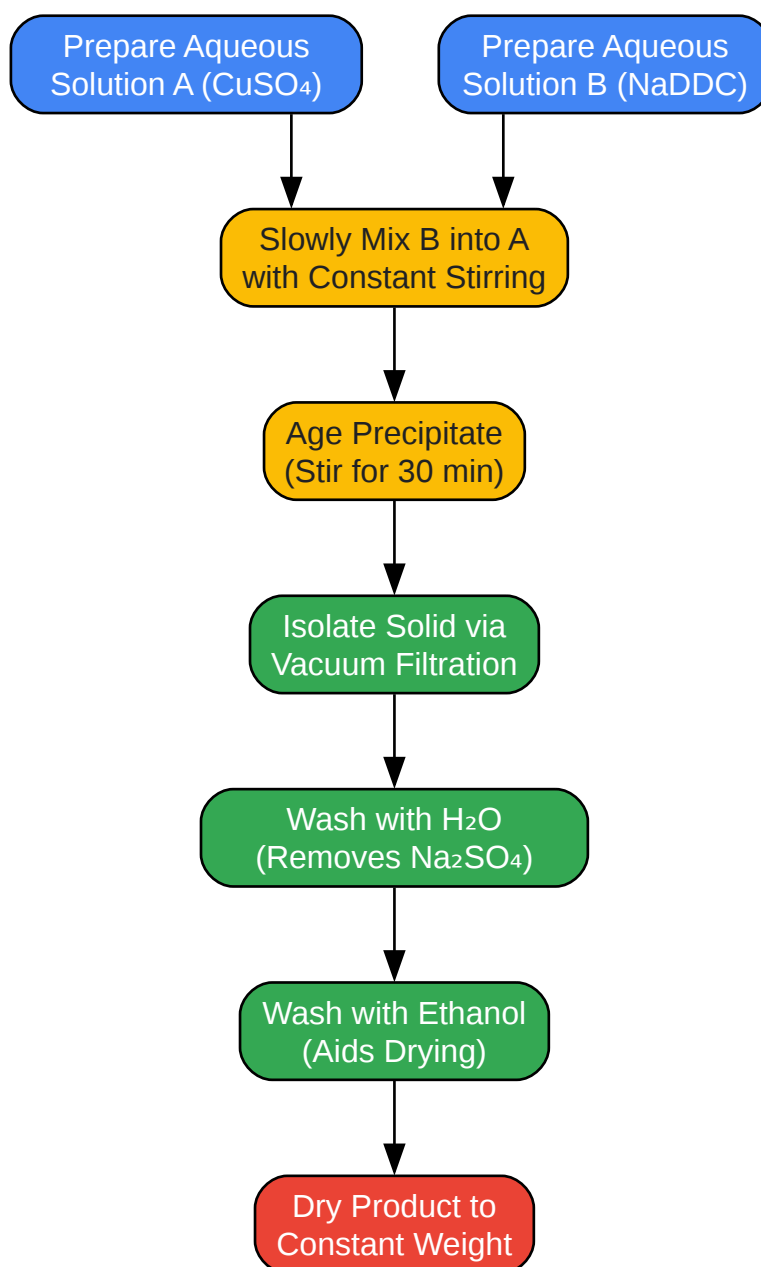 Prepare Aqueous
Solution A (CuSO₄)
Prepare Aqueous
Solution B (NaDDC)
Slowly Mix B into A
with Constant Stirring
Age Precipitate
(Stir for 30 min)
Isolate Solid via
Vacuum Filtration
Wash with H₂O
(Removes Na₂SO₄)
Wash with Ethanol
(Aids Drying)
Dry Product to
Constant Weight